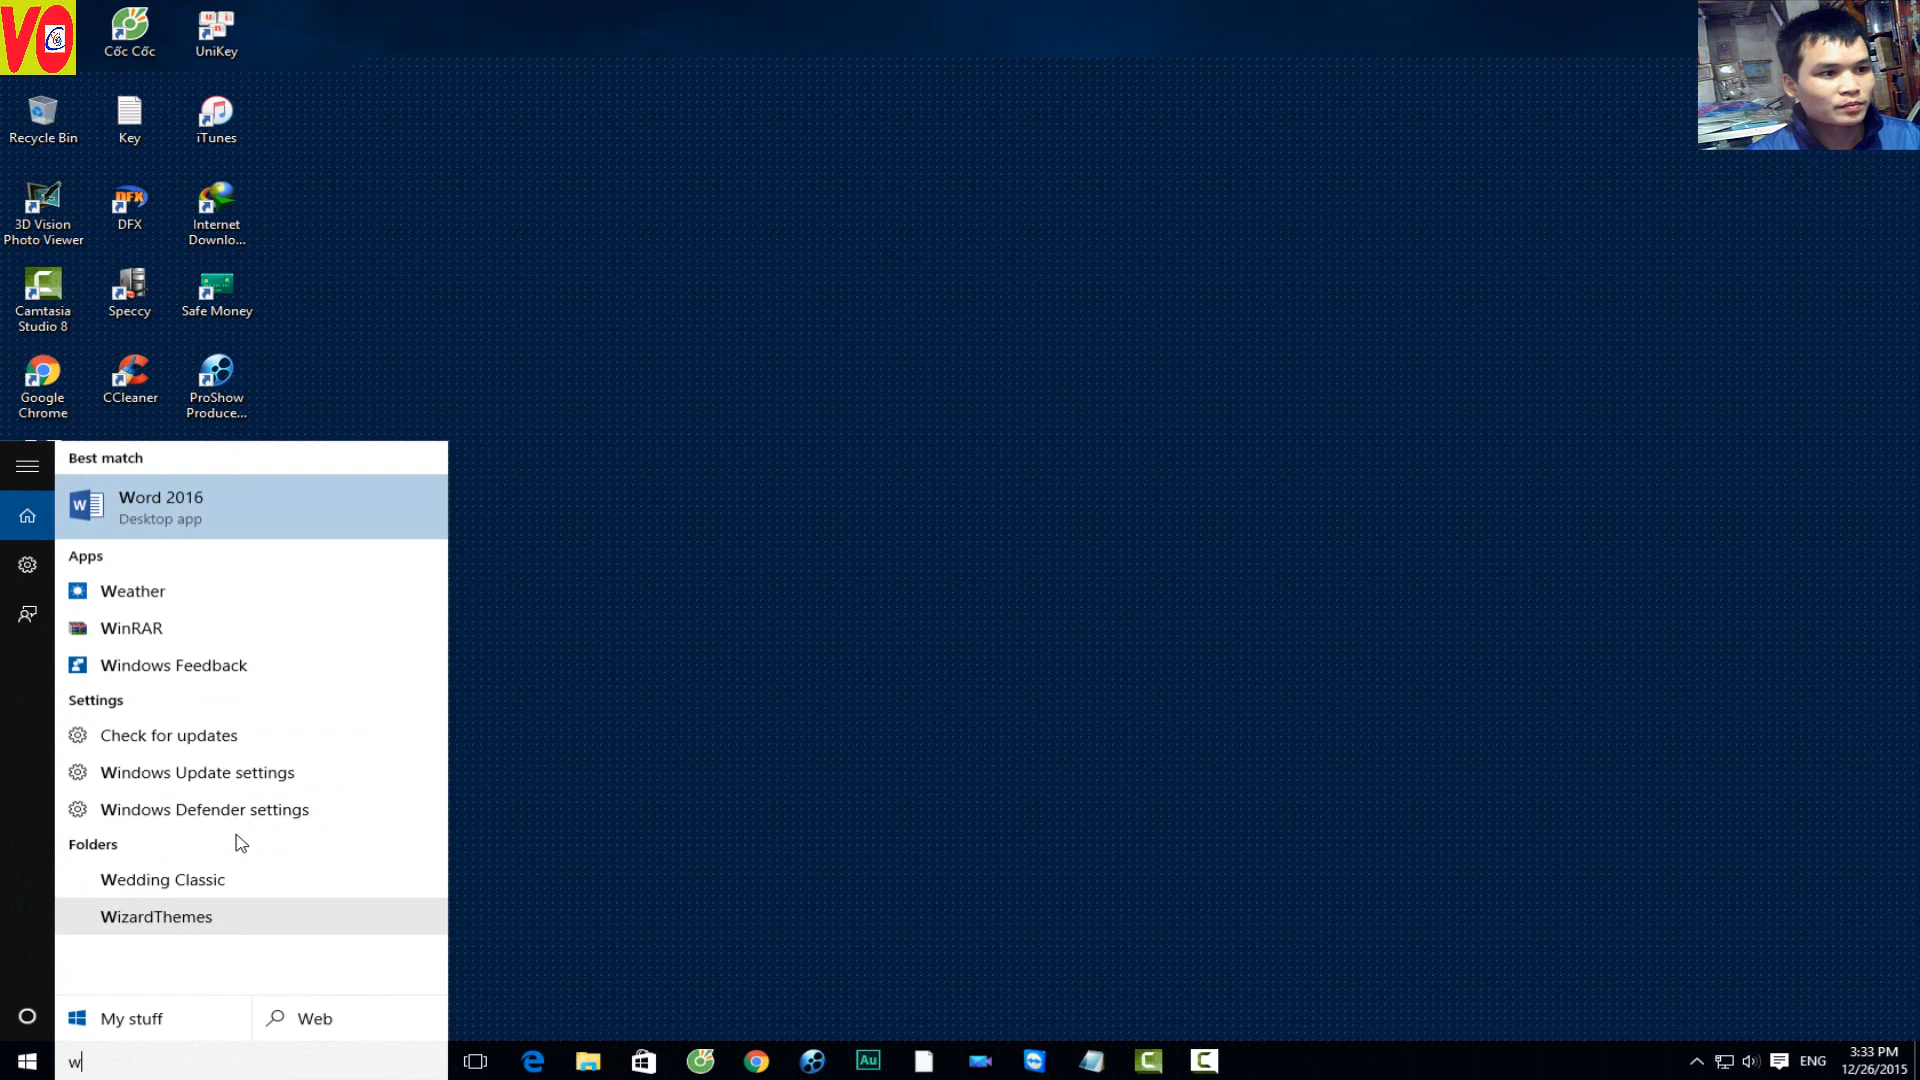 VO
Cốc Cốc
UniKey
Recycle Bin
Key
iTunes
3D Vision
Photo Viewer
DFX
DFX
Internet
Downlo...
Camtasia
Studio 8
Speccy
Safe Money
Google
Chrome
CCleaner
ProShow
Produce...
Best match
W
Word 2016
Desktop app
Apps
Weather
WinRAR
Windows Feedback
Settings
Check for updates
Windows Update settings
Windows Defender settings
Folders
Wedding Classic
WizardThemes
My stuff
Web
w
Au
ENG
3:33 PM
12/26/2015